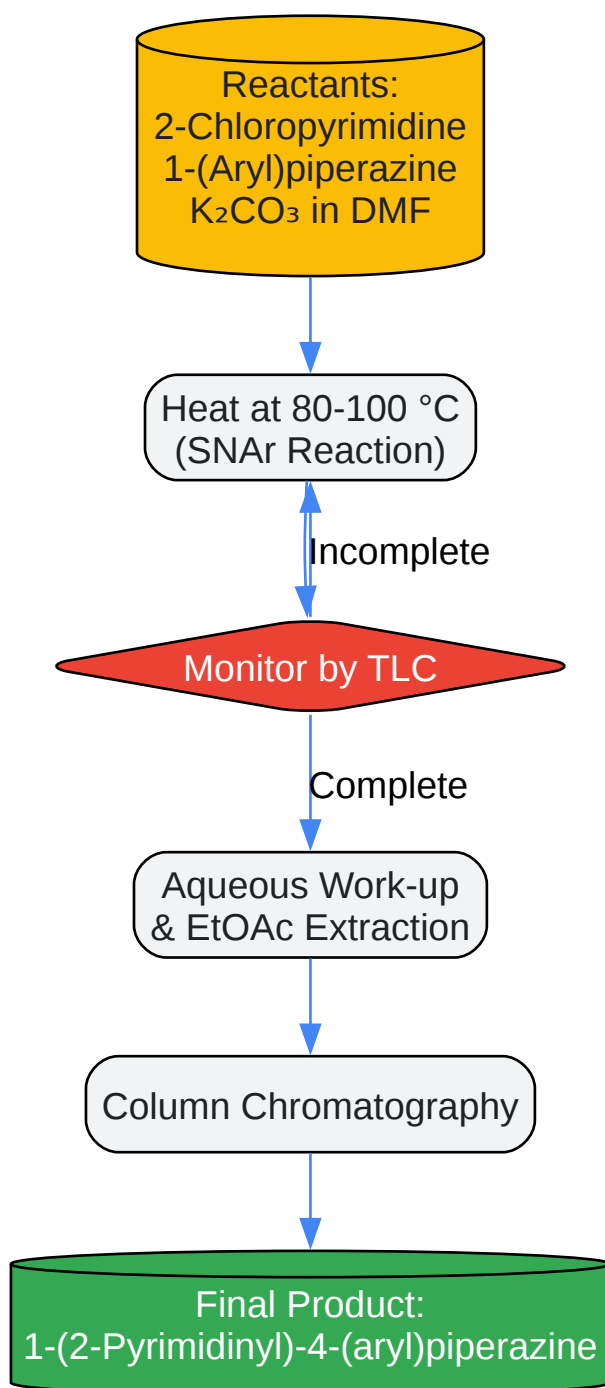 Reactants:
2-Chloropyrimidine
1-(Aryl)piperazine
K₂CO₃ in DMF
Heat at 80-100 °C
(SNAr Reaction)
Incomplete
Monitor by TLC
Complete
Aqueous Work-up
& EtOAc Extraction
Column Chromatography
Final Product:
1-(2-Pyrimidinyl)-4-(aryl)piperazine